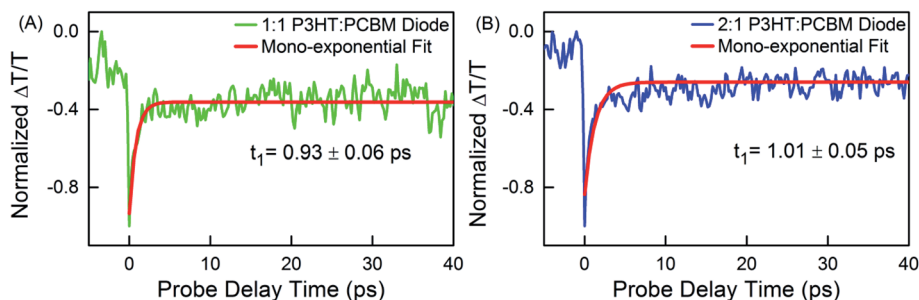 (A)
1:1 P3HT:PCBM Diode
Mono-exponential Fit
0.0
-0.4
-0.8
Normalized ΔT/T
t1= 0.93 ± 0.06 ps
0 10 20 30 40
Probe Delay Time (ps)
(B)
2:1 P3HT:PCBM Diode
Mono-exponential Fit
0.0
-0.4
-0.8
Normalized ΔT/T
t1= 1.01 ± 0.05 ps
0 10 20 30 40
Probe Delay Time (ps)